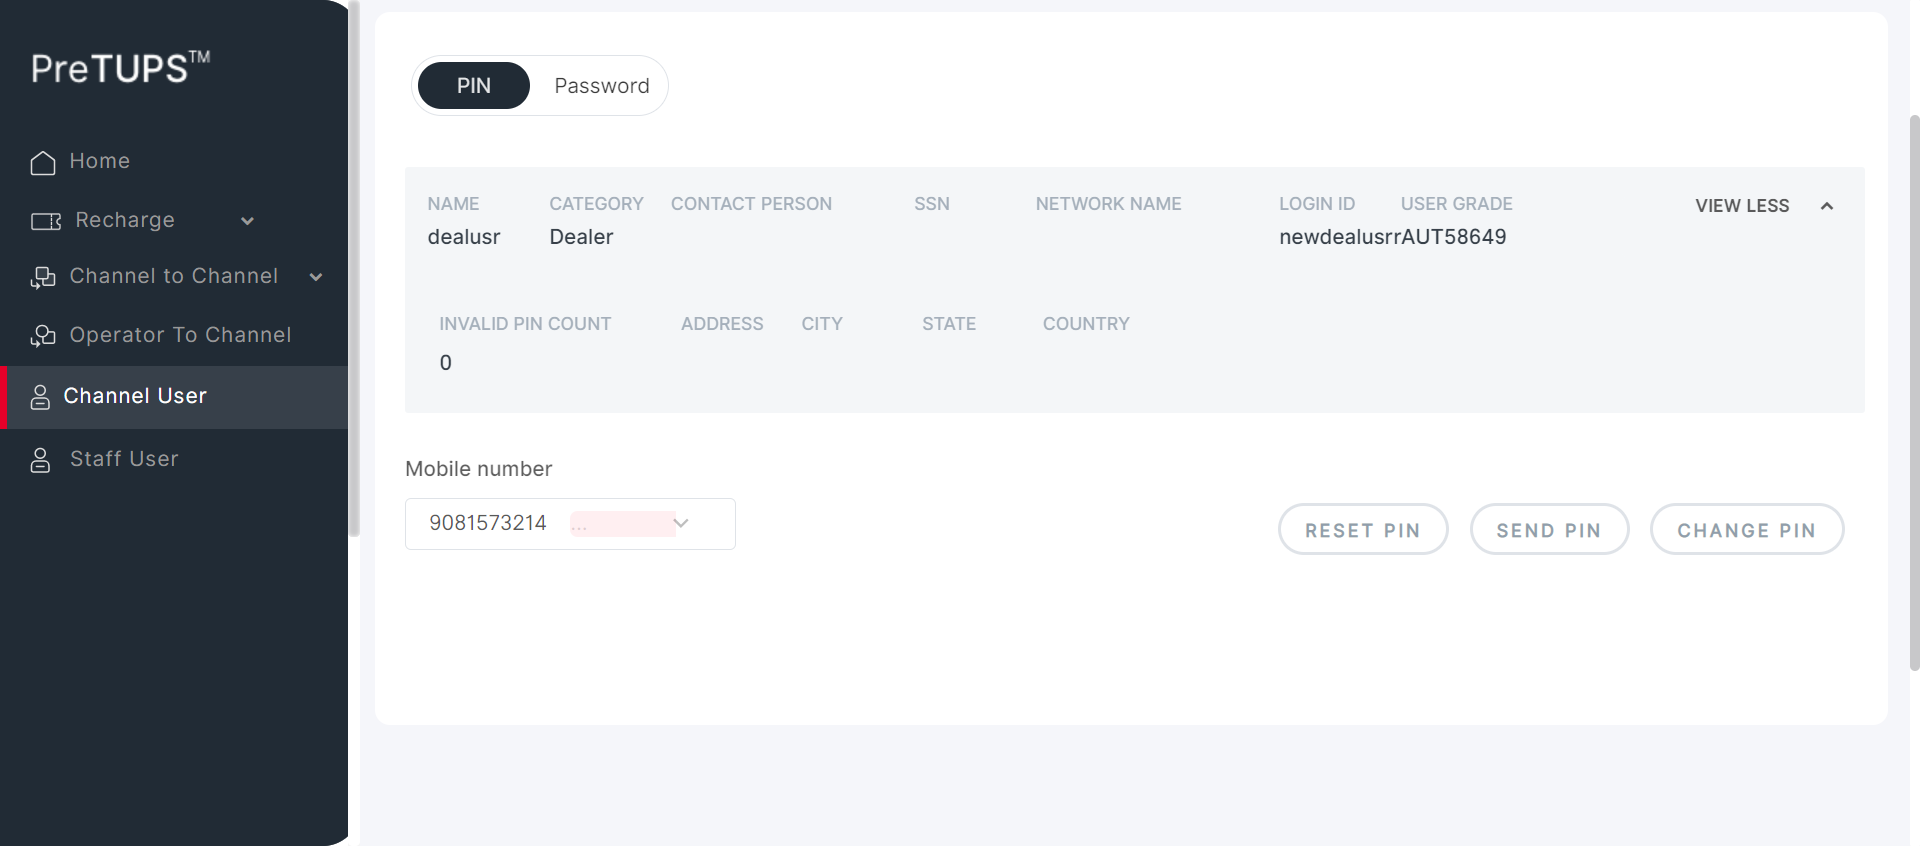 PreTUPS™
Home
Recharge
Channel to Channel
Operator To Channel
Channel User
Staff User
PIN Password
NAME CATEGORY CONTACT PERSON SSN NETWORK NAME LOGIN ID USER GRADE VIEW LESS
dealusr Dealer newdealusrrAUT58649
INVALID PIN COUNT ADDRESS CITY STATE COUNTRY
0
Mobile number
9081573214 ...
RESET PIN SEND PIN CHANGE PIN